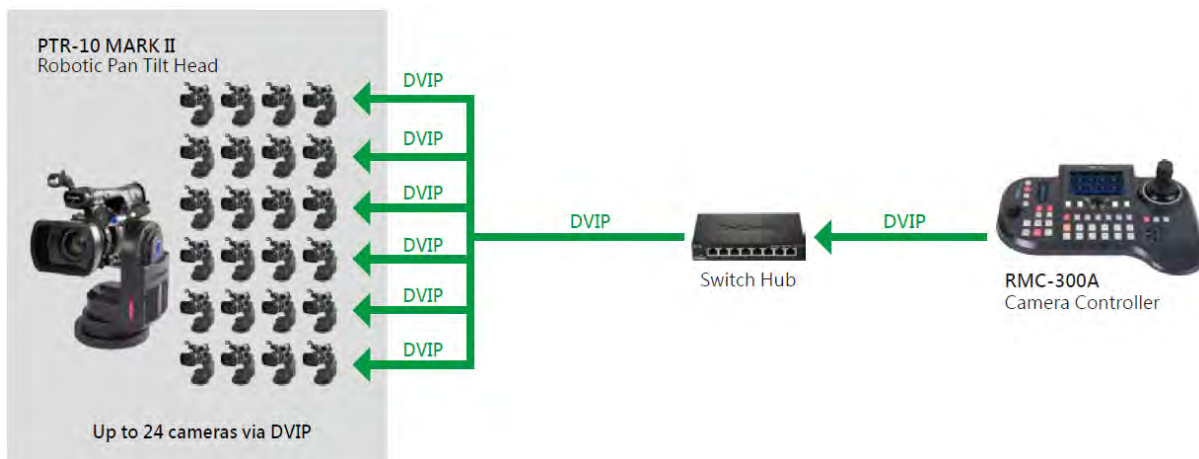 PTR-10 MARK II
Robotic Pan Tilt Head
DVIP
DVIP
DVIP
DVIP
DVIP
DVIP
Up to 24 cameras via DVIP
DVIP
Switch Hub
DVIP
RMC-300A
Camera Controller